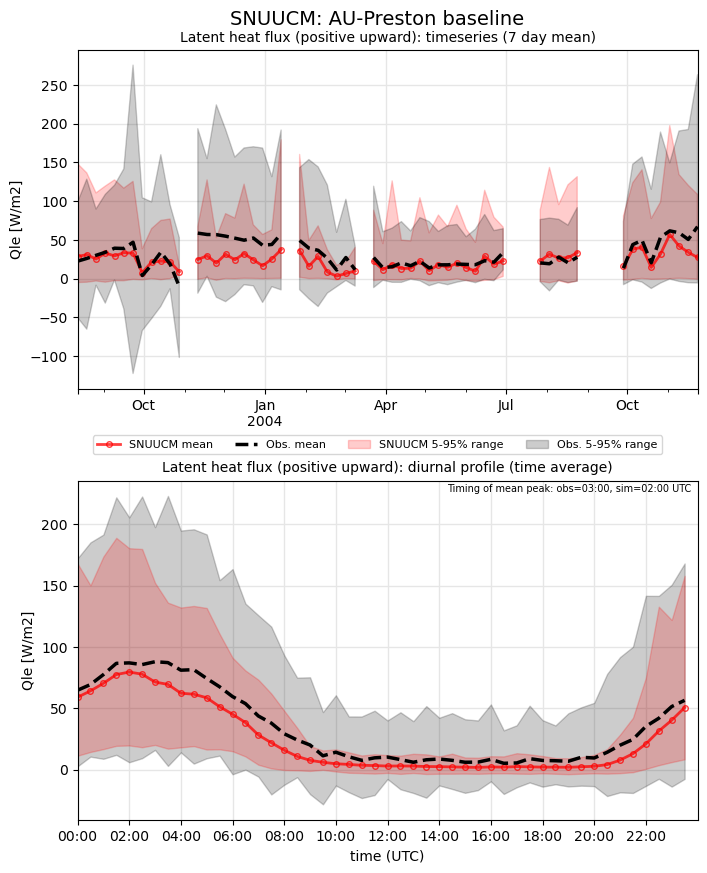 SNUUCM: AU-Preston baseline
Latent heat flux (positive upward): timeseries (7 day mean)
250
200
150
100
50
0
−50
−100
Qle [W/m2]
Oct
Jan
2004
Apr
Jul
Oct
SNUUCM mean
Obs. mean
SNUUCM 5-95% range
Obs. 5-95% range
Latent heat flux (positive upward): diurnal profile (time average)
Timing of mean peak: obs=03:00, sim=02:00 UTC
200
150
100
50
0
Qle [W/m2]
00:00
02:00
04:00
06:00
08:00
10:00
12:00
14:00
16:00
18:00
20:00
22:00
time (UTC)